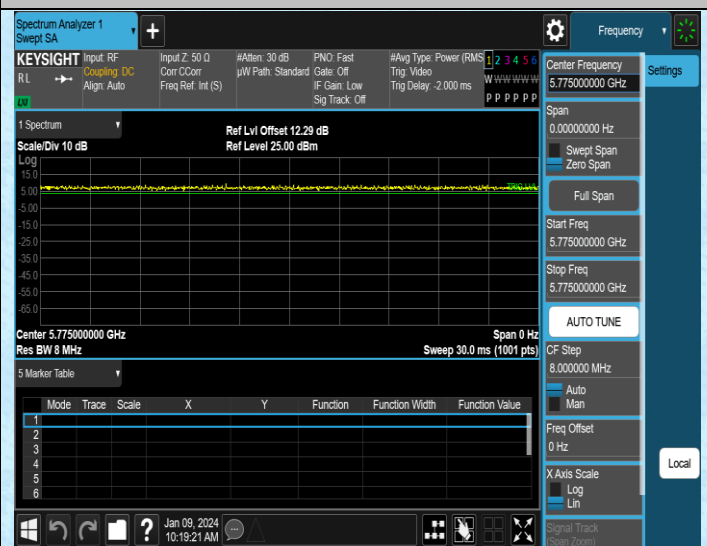 Spectrum Analyzer 1
Swept SA
Frequency
KEYSIGHT Input: RF Input Z: 50 Ω #Atten: 30 dB PNO: Fast #Avg Type: Power (RMS 1 2 3 4 5 6
RL Coupling: DC Corr CCorr µW Path: Standard Gate: Off Trig: Video
Align: Auto Freq Ref: Int (S) IF Gain: Low Trig Delay: -2.000 ms W W W W W W
LXI Sig Track: Off P P P P P P
Center Frequency
5.775000000 GHz
Settings
Span
0.00000000 Hz
Swept Span
Zero Span
Full Span
Start Freq
5.775000000 GHz
Stop Freq
5.775000000 GHz
AUTO TUNE
CF Step
8.000000 MHz
Auto
Man
Freq Offset
0 Hz
X Axis Scale
Log
Lin
Signal Track
(Span Zoom)
Local
1 Spectrum
Scale/Div 10 dB
Ref Lvl Offset 12.29 dB
Ref Level 25.00 dBm
Log
15.0
5.00
-5.00
-15.0
-25.0
-35.0
-45.0
-55.0
-65.0
Center 5.775000000 GHz Span 0 Hz
Res BW 8 MHz Sweep 30.0 ms (1001 pts)
5 Marker Table
Mode Trace Scale X Y Function Function Width Function Value
1
2
3
4
5
6
Jan 09, 2024
10:19:21 AM